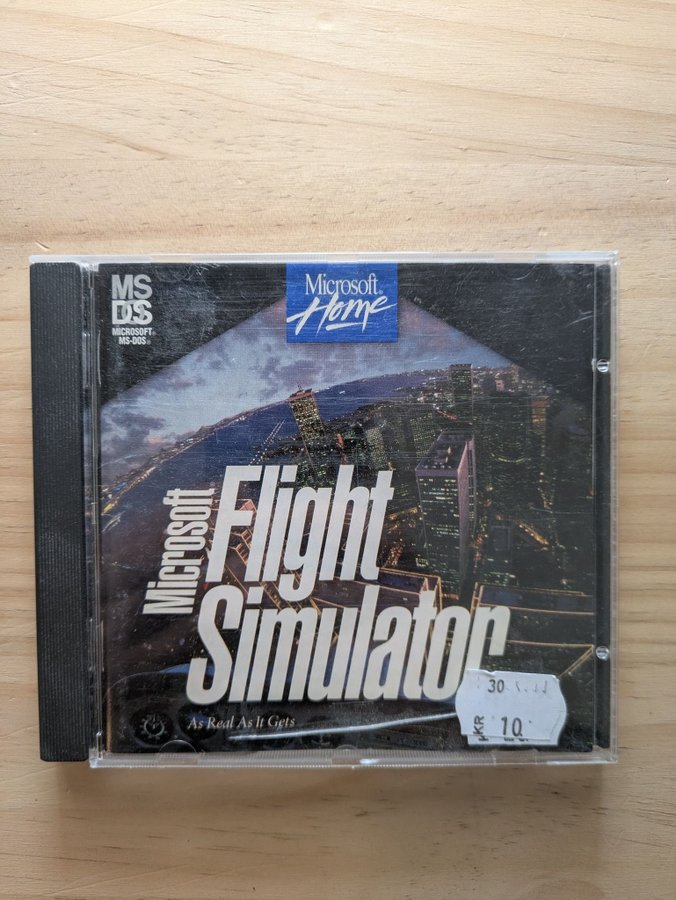 MS
DOS
MICROSOFT®
MS-DOS®
Microsoft®
Home
Microsoft
Flight
Simulator
As Real As It Gets
30
KR 10